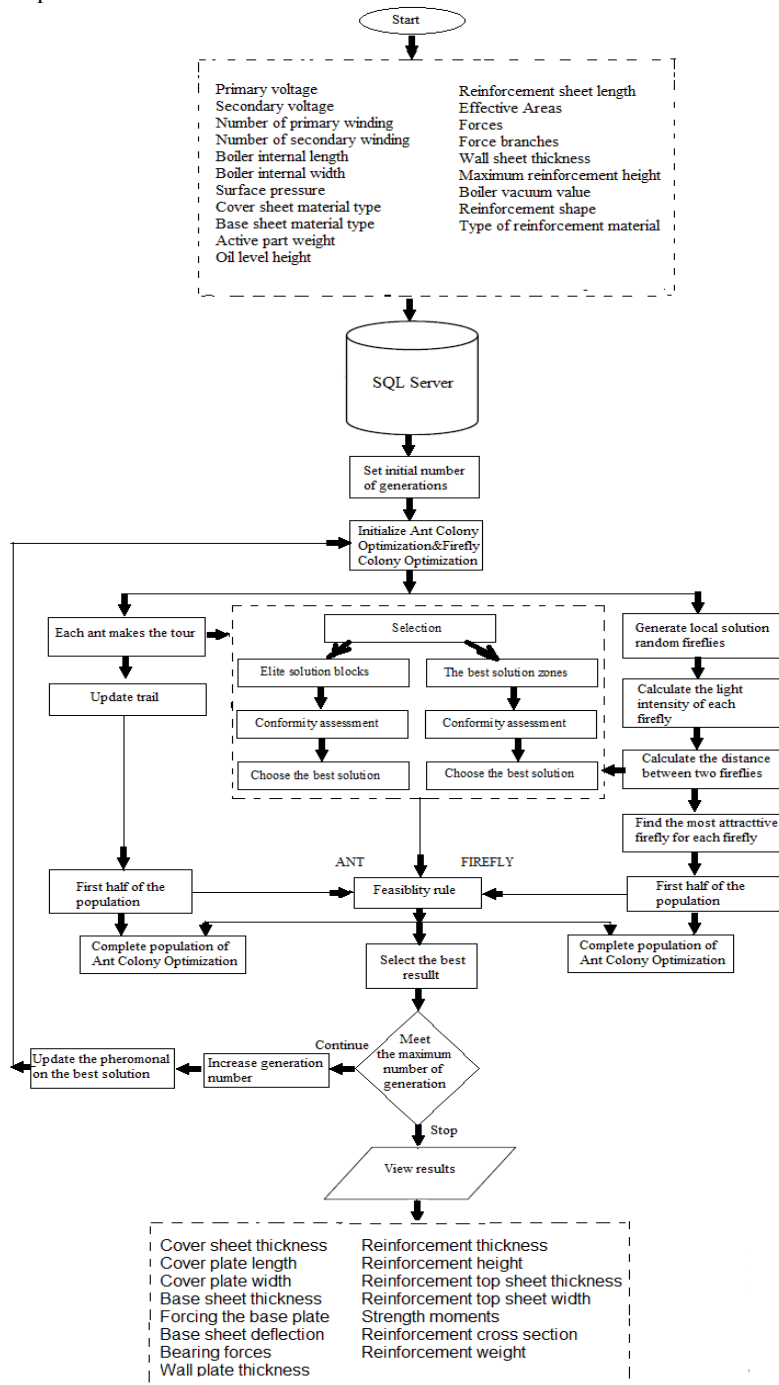 Start
Primary voltage
Secondary voltage
Number of primary winding
Number of secondary winding
Boiler internal length
Boiler internal width
Surface pressure
Cover sheet material type
Base sheet material type
Active part weight
Oil level height
Reinforcement sheet length
Effective Areas
Forces
Force branches
Wall sheet thickness
Maximum reinforcement height
Boiler vacuum value
Reinforcement shape
Type of reinforcement material
SQL Server
Set initial number
of generations
Initialize Ant Colony
Optimization&Firefly
Colony Optimization
Each ant makes the tour
Update trail
Selection
Elite solution blocks
Conformity assessment
Choose the best solution
The best solution zones
Conformity assessment
Choose the best solution
Generate local solution
random fireflies
Calculate the light
intensity of each
firefly
Calculate the distance
between two fireflies
Find the most attracttive
firefly for each firefly
ANT
FIREFLY
First half of the
population
Feasiblity rule
First half of the
population
Complete population of
Ant Colony Optimization
Select the best
resullt
Complete population of
Ant Colony Optimization
Meet
the maximum
number of
generation
Continue
Increase generation
number
Update the pheromonal
on the best solution
Stop
View results
Cover sheet thickness
Cover plate length
Cover plate width
Base sheet thickness
Forcing the base plate
Base sheet deflection
Bearing forces
Wall plate thickness
Reinforcement thickness
Reinforcement height
Reinforcement top sheet thickness
Reinforcement top sheet width
Strength moments
Reinforcement cross section
Reinforcement weight